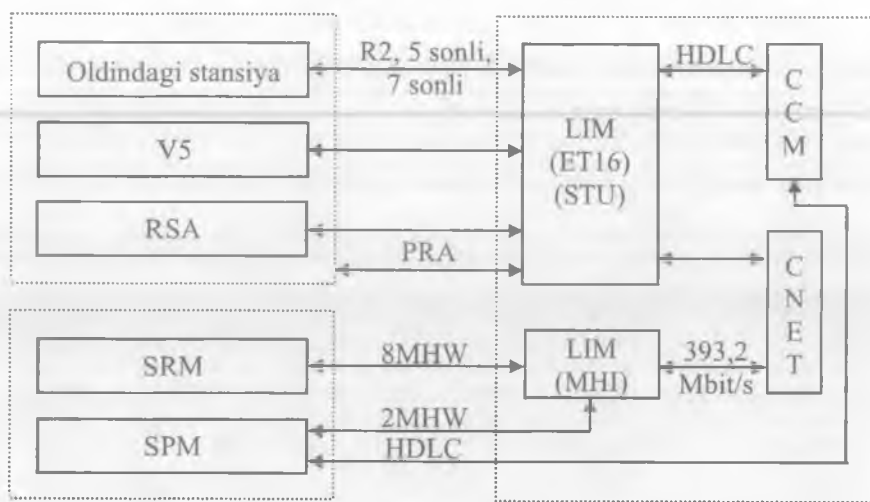 Oldindagi stansiya
V5
RSA
SRM
SPM
R2, 5 sonli,
7 sonli
PRA
8MHW
2MHW
HDLC
LIM
(ET16)
(STU)
LIM
(MHI)
HDLC
393,2
Mbit/s
C
C
M
C
N
E
T